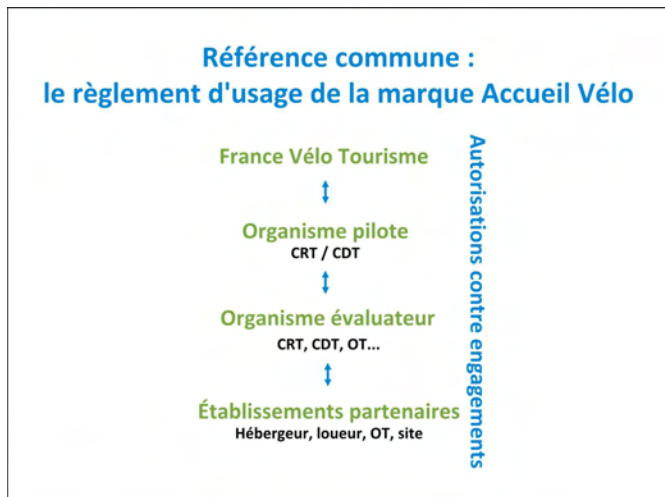 Référence commune :
le règlement d'usage de la marque Accueil Vélo
France Vélo Tourisme
Organisme pilote
CRT / CDT
Organisme évaluateur
CRT, CDT, OT...
Établissements partenaires
Hébergeur, loueur, OT, site
Autorisations contre engagements